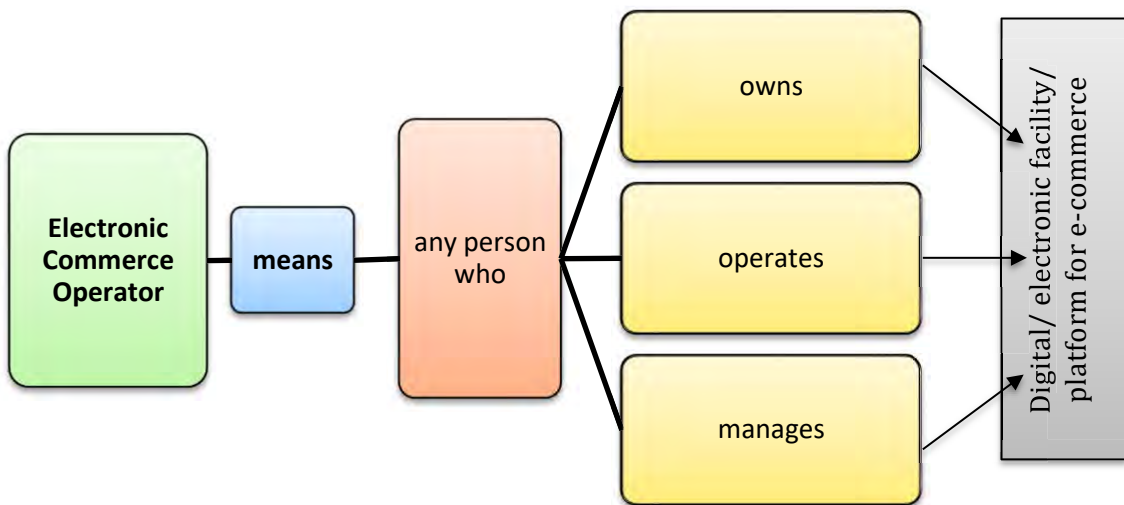 Electronic
Commerce
Operator
means
any person
who
owns
operates
manages
Digital/ electronic facility/
platform for e-commerce